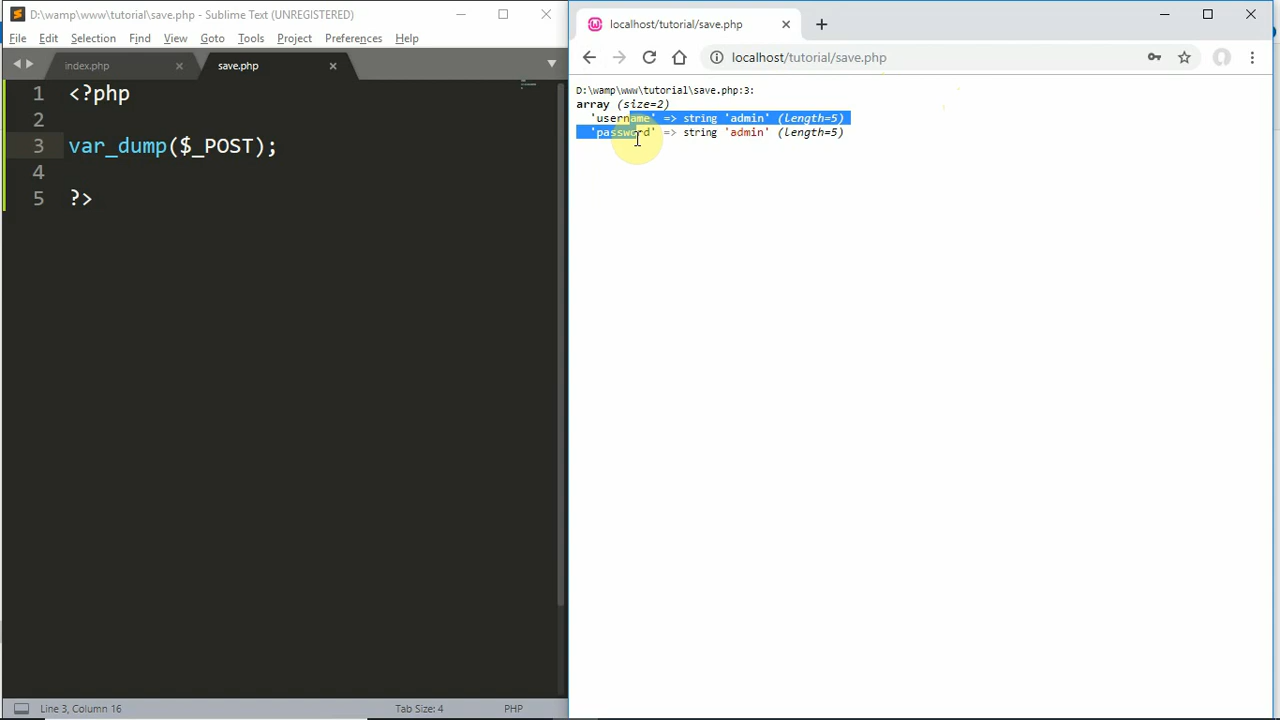 D:\wamp\www\tutorial\save.php - Sublime Text (UNREGISTERED)
File Edit Selection Find View Goto Tools Project Preferences Help
index.php save.php
1 <?php
2
3 var_dump($_POST);
4
5 ?>
Line 3, Column 16 Tab Size: 4 PHP
localhost/tutorial/save.php
localhost/tutorial/save.php
D:\wamp\www\tutorial\save.php:3:
array (size=2)
'username' => string 'admin' (length=5)
'password' => string 'admin' (length=5)